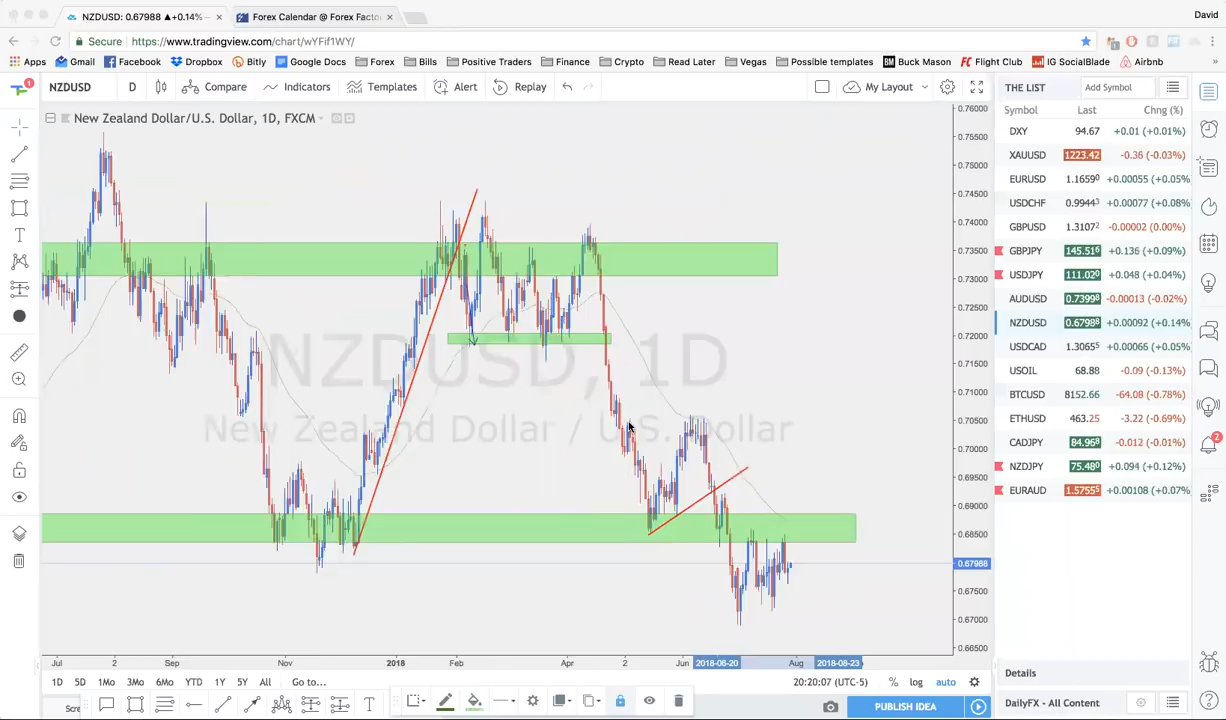 NZDUSD: 0.67988 ▲+0.14%
Forex Calendar @ Forex Facto
David
Secure https://www.tradingview.com/chart/wYFif1WY/
Apps Gmail Facebook Dropbox Bitly Google Docs Forex Bills Positive Traders Finance Crypto Read Later Vegas Possible templates BM Buck Mason FC Flight Club IG SocialBlade Airbnb
1
NZDUSD D Compare Indicators Templates Alert Replay My Layout
THE LIST Add Symbol
Symbol Last Chng (%)
New Zealand Dollar/U.S. Dollar, 1D, FXCM
DXY 94.67 +0.01 (+0.01%)
XAUUSD 1223.42 -0.36 (-0.03%)
EURUSD 1.16590 +0.00055 (+0.05%
USDCHF 0.99443 +0.00077 (+0.08%
GBPUSD 1.31072 -0.00002 (0.00%)
GBPJPY 145.516 +0.136 (+0.09%)
USDJPY 111.020 +0.048 (+0.04%)
AUDUSD 0.73998 -0.00013 (-0.02%)
NZDUSD 0.67988 +0.00092 (+0.14%
USDCAD 1.30655 +0.00066 (+0.05%
USOIL 68.88 -0.09 (-0.13%)
BTCUSD 8152.66 -64.08 (-0.78%)
ETHUSD 463.25 -3.22 (-0.69%)
CADJPY 84.968 -0.012 (-0.01%)
NZDJPY 75.480 +0.094 (+0.12%)
EURAUD 1.57555 +0.00108 (+0.07%
2
0.76000
0.75500
0.75000
0.74500
0.74000
0.73500
0.73000
0.72500
0.72000
0.71500
0.71000
0.70500
0.70000
0.69500
0.69000
0.68500
0.67988
0.67500
0.67000
0.66500
NZDUSD, 1D
New Zealand Dollar / U.S. Dollar
Jul 2 Sep Nov 2018 Feb Apr 2 Jun 2018-06-20 Aug 2018-08-23
1D 5D 1Mo 3Mo 6Mo YTD 1Y 5Y All Go to...
20:20:07 (UTC-5) % log auto
Details
Scre
PUBLISH IDEA
DailyFX - All Content